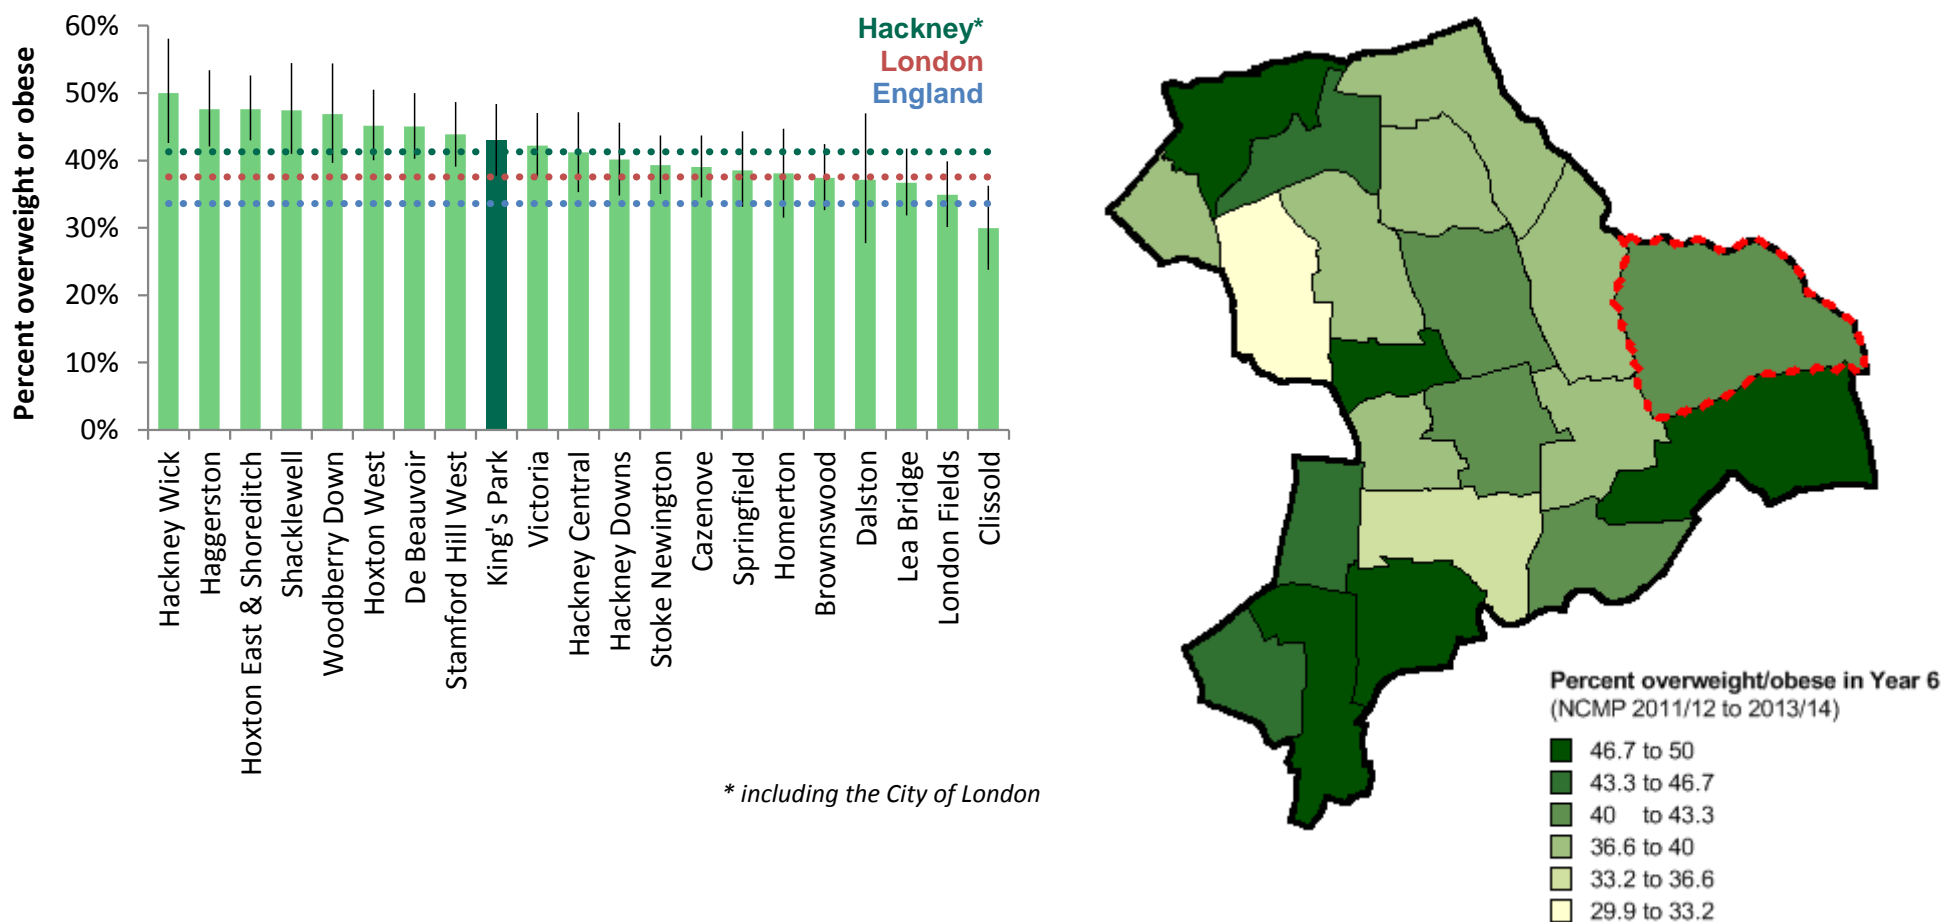 Percent overweight or obese
60%
50%
40%
30%
20%
10%
0%
Hackney*
London
England
Hackney Wick
Haggerston
Hoxton East & Shoreditch
Shacklewell
Woodberry Down
Hoxton West
De Beauvoir
Stamford Hill West
King's Park
Victoria
Hackney Central
Hackney Downs
Stoke Newington
Cazenove
Springfield
Homerton
Brownswood
Dalston
Lea Bridge
London Fields
Clissold
* including the City of London
Percent overweight/obese in Year 6
(NCMP 2011/12 to 2013/14)
46.7 to 50
43.3 to 46.7
40 to 43.3
36.6 to 40
33.2 to 36.6
29.9 to 33.2